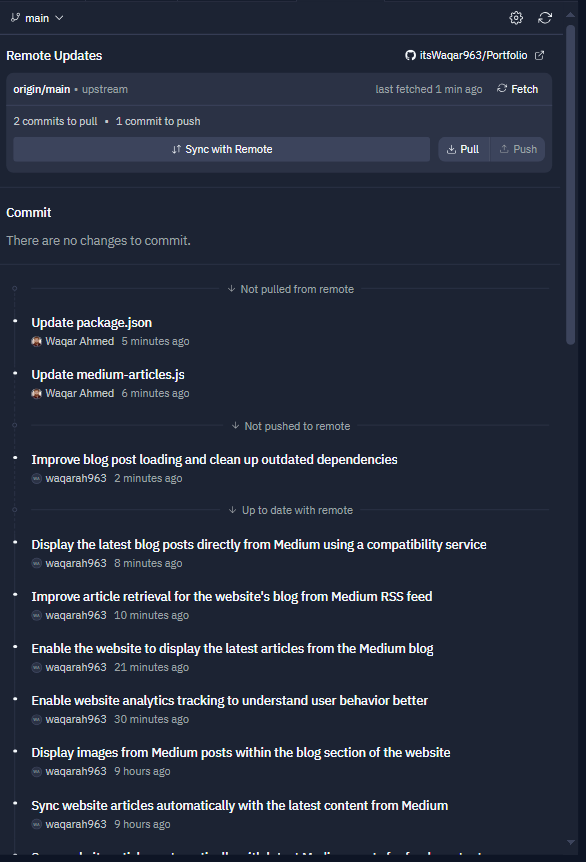 main
Remote Updates
itsWaqar963/Portfolio
origin/main • upstream
last fetched 1 min ago
Fetch
2 commits to pull • 1 commit to push
Sync with Remote
Pull
Push
Commit
There are no changes to commit.
Not pulled from remote
Update package.json
Waqar Ahmed 5 minutes ago
Update medium-articles.js
Waqar Ahmed 6 minutes ago
Not pushed to remote
Improve blog post loading and clean up outdated dependencies
waqarah963 2 minutes ago
Up to date with remote
Display the latest blog posts directly from Medium using a compatibility service
waqarah963 8 minutes ago
Improve article retrieval for the website's blog from Medium RSS feed
waqarah963 10 minutes ago
Enable the website to display the latest articles from the Medium blog
waqarah963 21 minutes ago
Enable website analytics tracking to understand user behavior better
waqarah963 30 minutes ago
Display images from Medium posts within the blog section of the website
waqarah963 9 hours ago
Sync website articles automatically with the latest content from Medium
waqarah963 9 hours ago